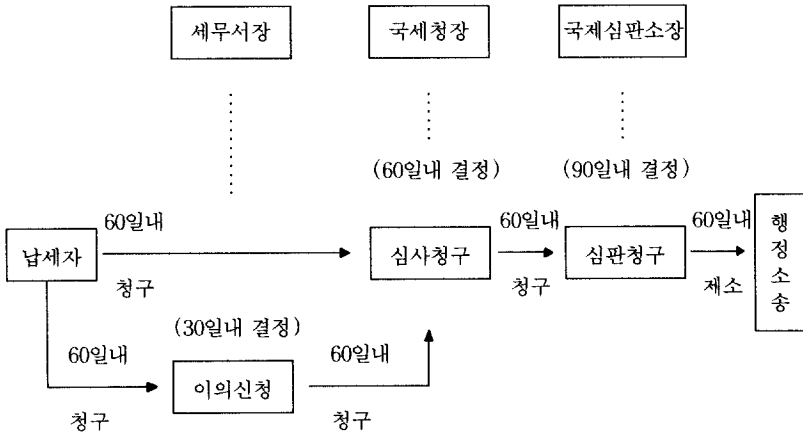 세무서장 국세청장 국제심판소장
(60일내 결정) (90일내 결정)
60일내 60일내 60일내
납세자 심사청구 심판청구 행정소송
청구 청구 제소
(30일내 결정)
60일내 60일내
이의신청
청구 청구